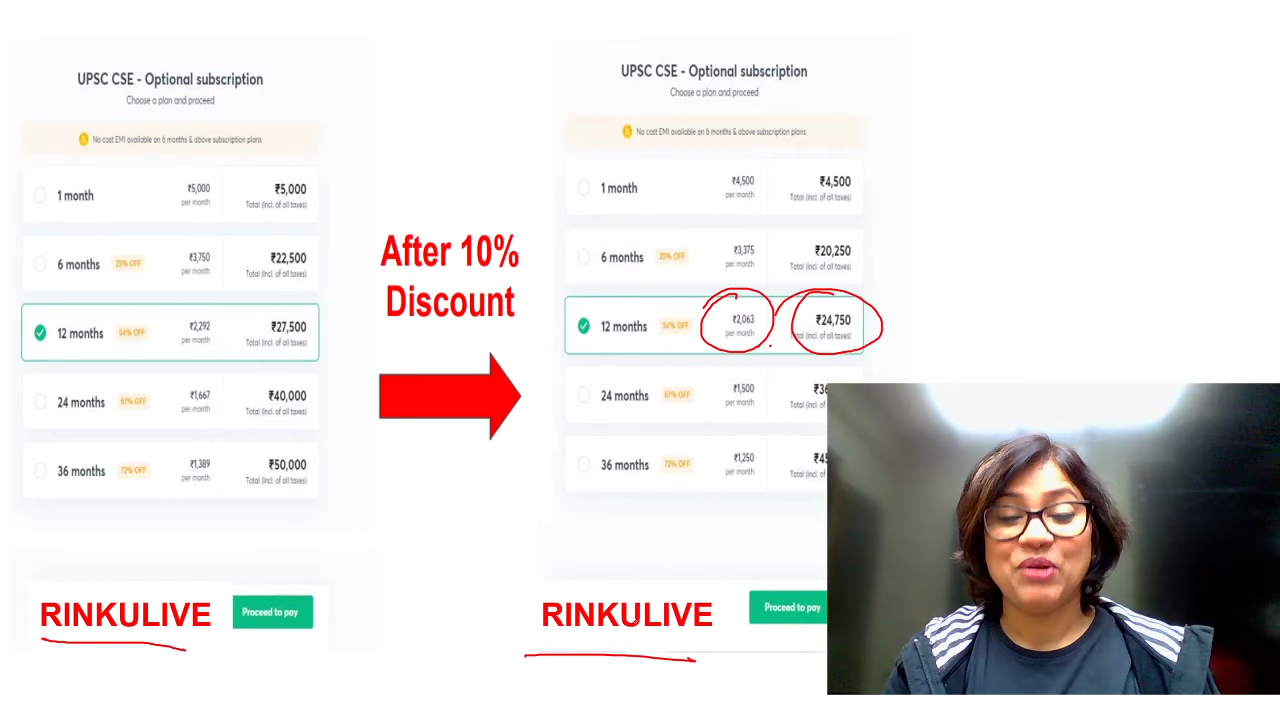 UPSC CSE - Optional subscription
Choose a plan and proceed
No cost EMI available on 6 months & above subscription plans
1 month ₹5,000 per month ₹5,000 Total (Incl. of all taxes)
6 months 25% OFF ₹3,750 per month ₹22,500 Total (Incl. of all taxes)
12 months 54% OFF ₹2,292 per month ₹27,500 Total (Incl. of all taxes)
24 months 67% OFF ₹1,667 per month ₹40,000 Total (Incl. of all taxes)
36 months 72% OFF ₹1,389 per month ₹50,000 Total (Incl. of all taxes)
RINKULIVE Proceed to pay
After 10%
Discount
UPSC CSE - Optional subscription
Choose a plan and proceed
No cost EMI available on 6 months & above subscription plans
1 month ₹4,500 per month ₹4,500 Total (Incl. of all taxes)
6 months 25% OFF ₹3,375 per month ₹20,250 Total (Incl. of all taxes)
12 months 54% OFF ₹2,063 per month ₹24,750 Total (Incl. of all taxes)
24 months 67% OFF ₹1,500 per month Total
36 months 72% OFF ₹1,250 per month Total
RINKULIVE Proceed to pay